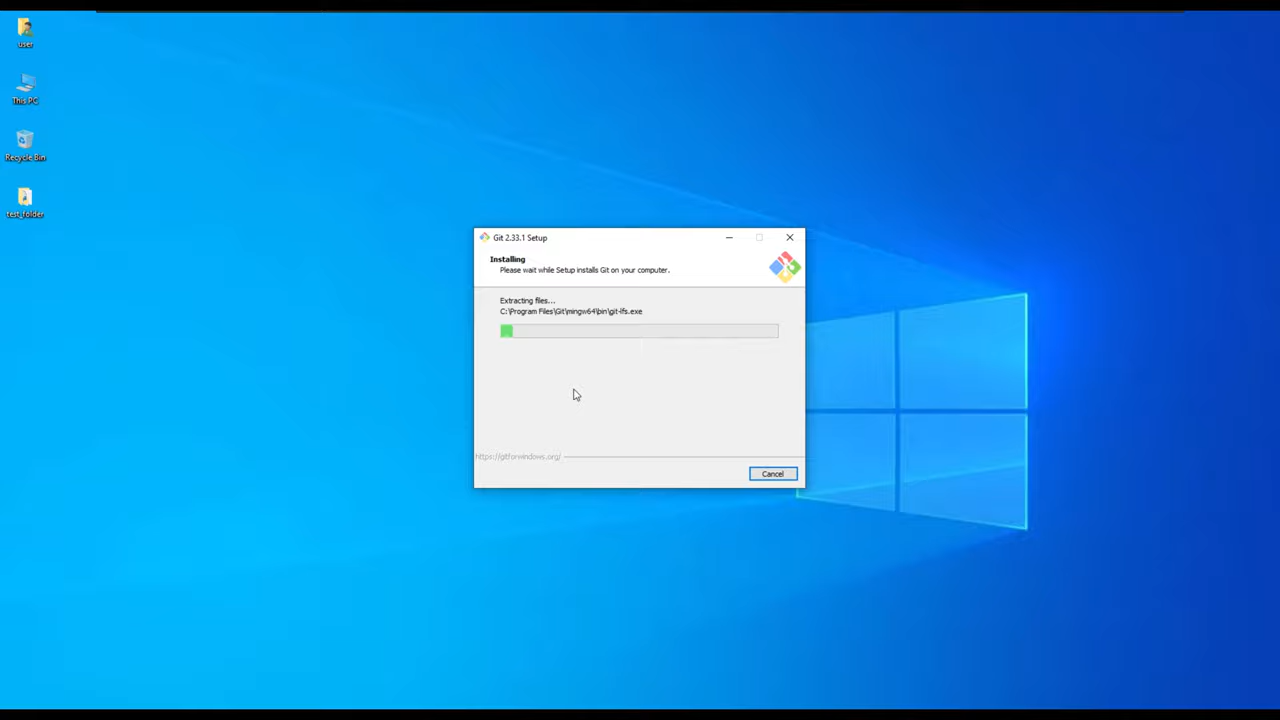 user
This PC
Recycle Bin
test_folder
Git 2.33.1 Setup
Installing
Please wait while Setup installs Git on your computer.
Extracting files...
C:\Program Files\Git\mingw64\bin\git-lfs.exe
https://gitforwindows.org/
Cancel